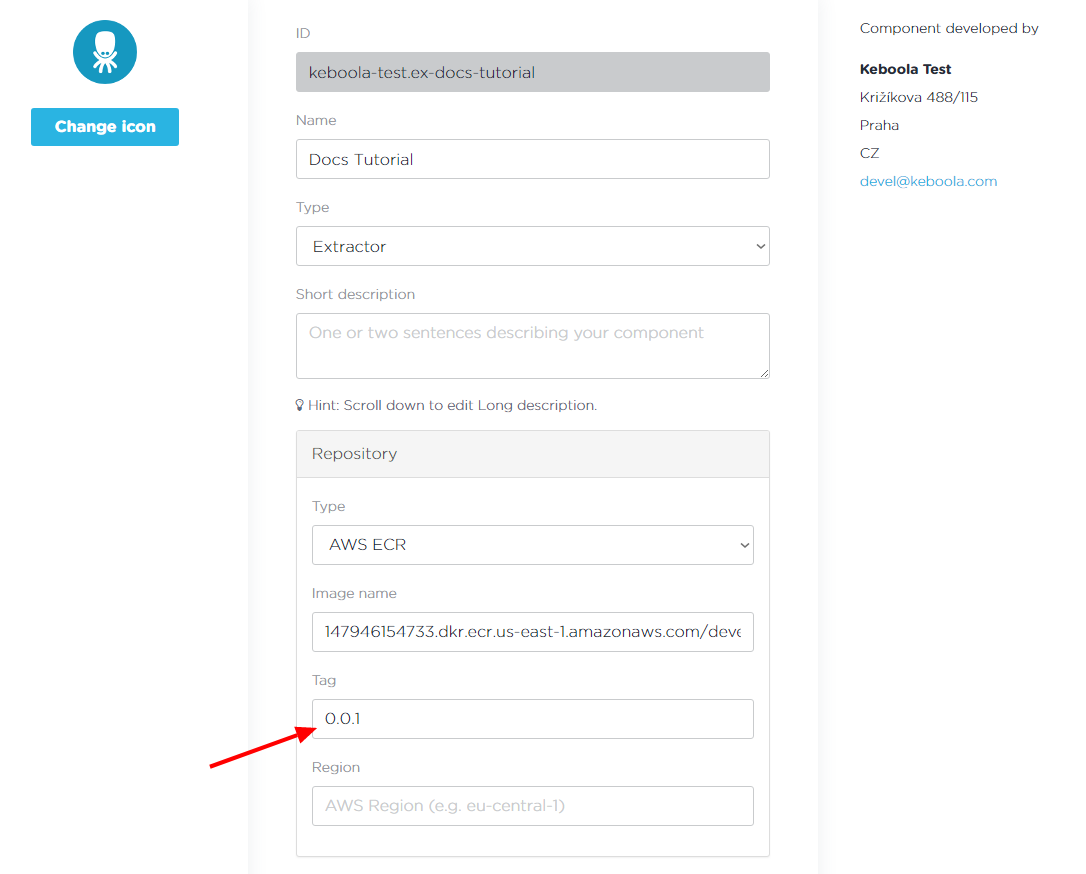 Change icon
ID
keboola-test.ex-docs-tutorial
Name
Docs Tutorial
Type
Extractor
Short description
One or two sentences describing your component
Hint: Scroll down to edit Long description.
Repository
Type
AWS ECR
Image name
147946154733.dkr.ecr.us-east-1.amazonaws.com/deve
Tag
0.0.1
Region
AWS Region (e.g. eu-central-1)
Component developed by
Keboola Test
Križíkova 488/115
Praha
CZ
devel@keboola.com